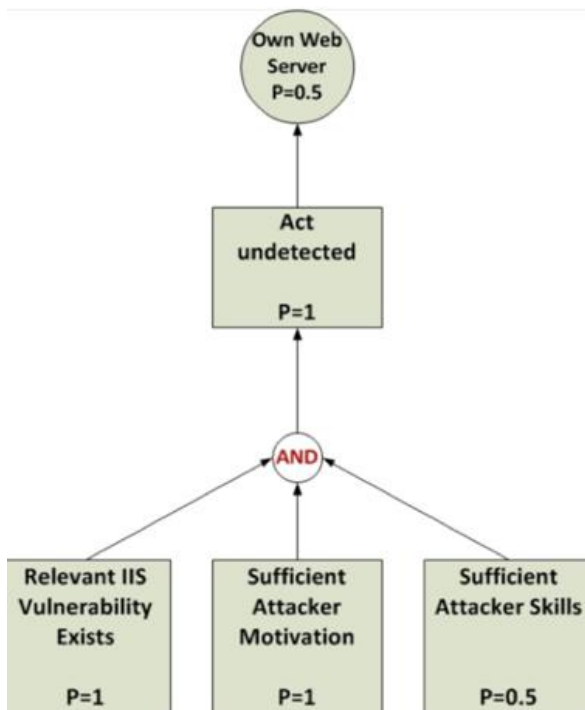 Own Web
Server
P=0.5
Act
undetected
P=1
AND
Relevant IIS
Vulnerability
Exists
P=1
Sufficient
Attacker
Motivation
P=1
Sufficient
Attacker Skills
P=0.5